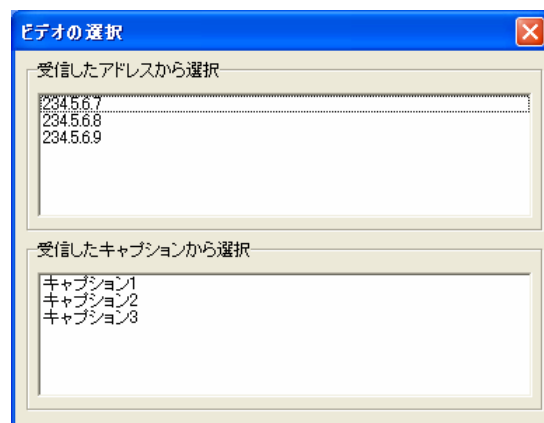 ビデオの選択
受信したアドレスから選択
234.5.6.7
234.5.6.8
234.5.6.9
受信したキャプションから選択
キャプション1
キャプション2
キャプション3